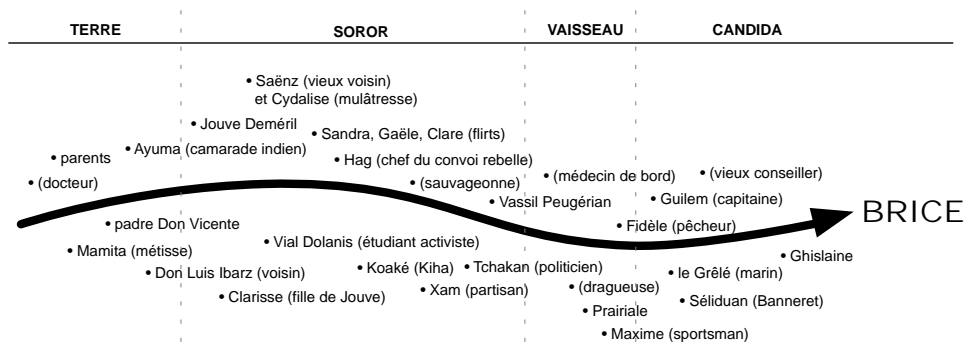 TERRE
SOROR
VAISSEAU
CANDIDA
• Saënz (vieux voisin)
et Cydalise (mulâtresse)
• Jouve Deméril
• Sandra, Gaële, Clare (flirts)
• Ayuma (camarade indien)
• parents
• Hag (chef du convoi rebelle)
• (docteur)
• (sauvageonne)
• (médecin de bord)
• (vieux conseiller)
• Vassil Peugérian
• Guilem (capitaine)
BRICE
• padre Don Vicente
• Fidèle (pêcheur)
• Mamita (métisse)
• Vial Dolanis (étudiant activiste)
• Ghislaine
• Don Luis Ibarz (voisin)
• Koaké (Kiha)
• Tchakan (politicien)
• le Grêlé (marin)
• Clarisse (fille de Jouve)
• Xam (partisan)
• (dragueuse)
• Séliduan (Banneret)
• Prairiale
• Maxime (sportsman)